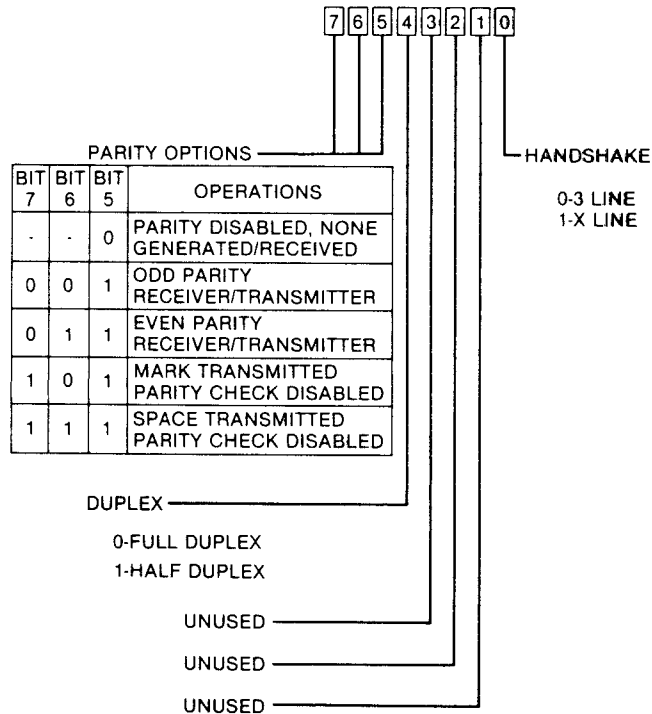 7 6 5 4 3 2 1 0
PARITY OPTIONS
HANDSHAKE
0-3 LINE
1-X LINE
BIT 7 BIT 6 BIT 5 OPERATIONS
- - 0 PARITY DISABLED, NONE
GENERATED/RECEIVED
0 0 1 ODD PARITY
RECEIVER/TRANSMITTER
0 1 1 EVEN PARITY
RECEIVER/TRANSMITTER
1 0 1 MARK TRANSMITTED
PARITY CHECK DISABLED
1 1 1 SPACE TRANSMITTED
PARITY CHECK DISABLED
DUPLEX
0-FULL DUPLEX
1-HALF DUPLEX
UNUSED
UNUSED
UNUSED